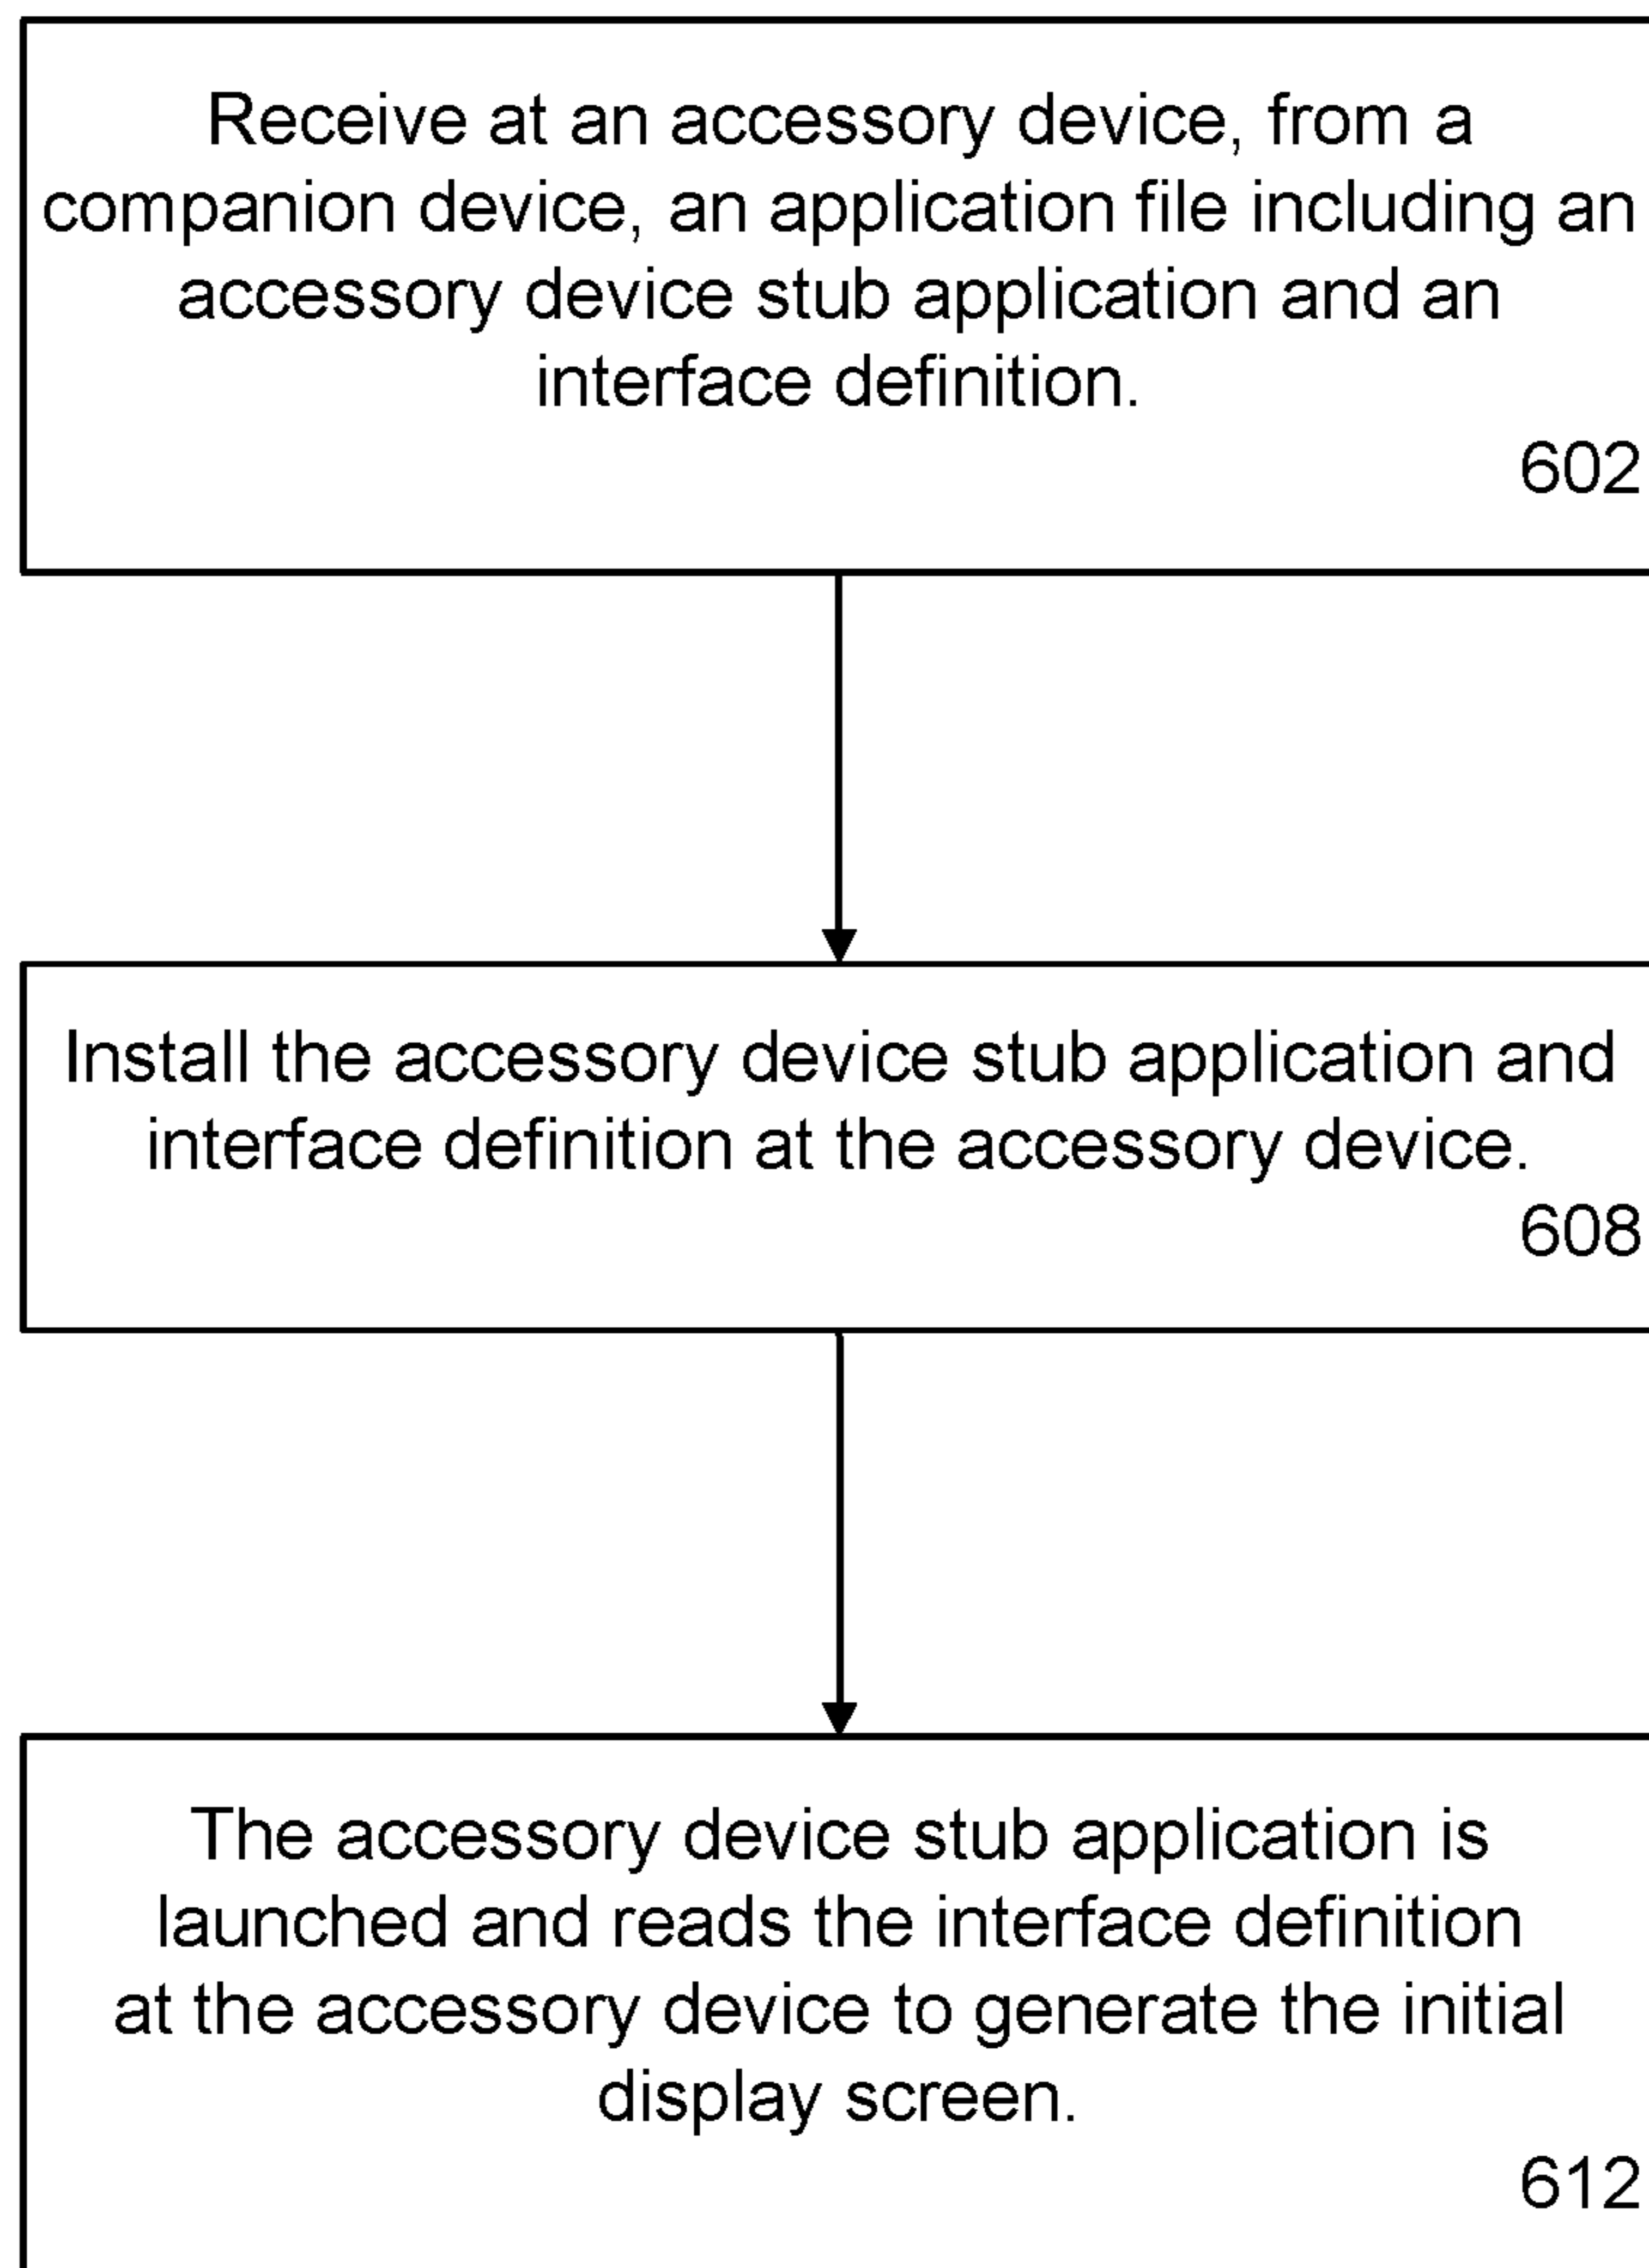 Receive at an accessory device, from a
companion device, an application file including an
accessory device stub application and an
interface definition.
602
Install the accessory device stub application and
interface definition at the accessory device.
608
The accessory device stub application is
launched and reads the interface definition
at the accessory device to generate the initial
display screen.
612